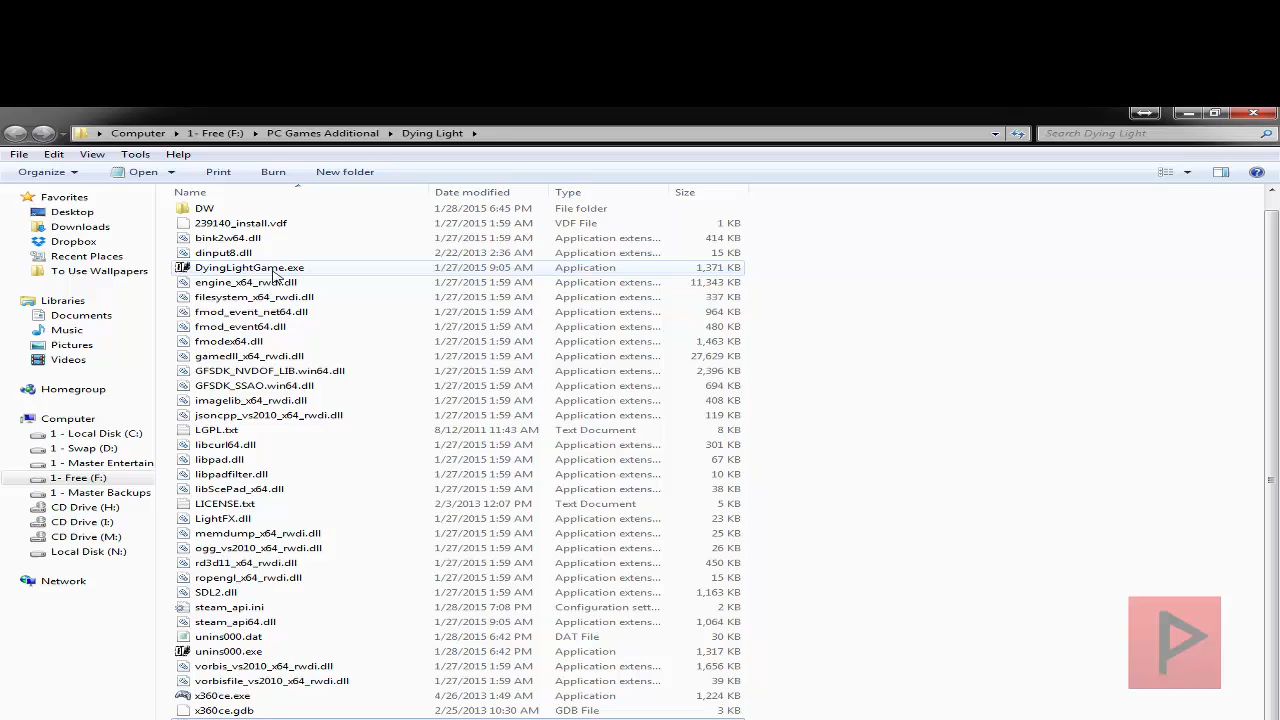 Computer 1- Free (F:) PC Games Additional Dying Light Search Dying Light
File Edit View Tools Help
Organize Open Print Burn New folder
Name Date modified Type Size
Favorites
Desktop
Downloads
Dropbox
Recent Places
To Use Wallpapers
Libraries
Documents
Music
Pictures
Videos
Homegroup
Computer
1 - Local Disk (C:)
1 - Swap (D:)
1 - Master Entertain
1- Free (F:)
1 - Master Backups
CD Drive (H:)
CD Drive (I:)
CD Drive (M:)
Local Disk (N:)
Network
DW 1/28/2015 6:45 PM File folder
239140_install.vdf 1/27/2015 1:59 AM VDF File 1 KB
bink2w64.dll 1/27/2015 1:59 AM Application extens... 414 KB
dinput8.dll 2/22/2013 2:36 AM Application extens... 15 KB
DyingLightGame.exe 1/27/2015 9:05 AM Application 1,371 KB
engine_x64_rwdi.dll 1/27/2015 1:59 AM Application extens... 11,343 KB
filesystem_x64_rwdi.dll 1/27/2015 1:59 AM Application extens... 337 KB
fmod_event_net64.dll 1/27/2015 1:59 AM Application extens... 964 KB
fmod_event64.dll 1/27/2015 1:59 AM Application extens... 480 KB
fmodex64.dll 1/27/2015 1:59 AM Application extens... 1,463 KB
gamedll_x64_rwdi.dll 1/27/2015 1:59 AM Application extens... 27,629 KB
GFSDK_NVDOF_LIB.win64.dll 1/27/2015 1:59 AM Application extens... 2,396 KB
GFSDK_SSAO.win64.dll 1/27/2015 1:59 AM Application extens... 694 KB
imagelib_x64_rwdi.dll 1/27/2015 1:59 AM Application extens... 408 KB
jsoncpp_vs2010_x64_rwdi.dll 1/27/2015 1:59 AM Application extens... 119 KB
LGPL.txt 8/12/2011 11:43 AM Text Document 8 KB
libcurl64.dll 1/27/2015 1:59 AM Application extens... 301 KB
libpad.dll 1/27/2015 1:59 AM Application extens... 67 KB
libpadfilter.dll 1/27/2015 1:59 AM Application extens... 10 KB
libScePad_x64.dll 1/27/2015 1:59 AM Application extens... 38 KB
LICENSE.txt 2/3/2013 12:07 PM Text Document 5 KB
LightFX.dll 1/27/2015 1:59 AM Application extens... 23 KB
memdump_x64_rwdi.dll 1/27/2015 1:59 AM Application extens... 25 KB
ogg_vs2010_x64_rwdi.dll 1/27/2015 1:59 AM Application extens... 26 KB
rd3d11_x64_rwdi.dll 1/27/2015 1:59 AM Application extens... 450 KB
ropengl_x64_rwdi.dll 1/27/2015 1:59 AM Application extens... 15 KB
SDL2.dll 1/27/2015 1:59 AM Application extens... 1,163 KB
steam_api.ini 1/28/2015 7:08 PM Configuration sett... 2 KB
steam_api64.dll 1/27/2015 9:05 AM Application extens... 1,064 KB
unins000.dat 1/28/2015 6:42 PM DAT File 30 KB
unins000.exe 1/28/2015 6:42 PM Application 1,317 KB
vorbis_vs2010_x64_rwdi.dll 1/27/2015 1:59 AM Application extens... 1,656 KB
vorbisfile_vs2010_x64_rwdi.dll 1/27/2015 1:59 AM Application extens... 39 KB
x360ce.exe 4/26/2013 1:49 AM Application 1,224 KB
x360ce.gdb 2/25/2013 10:30 AM GDB File 3 KB
P